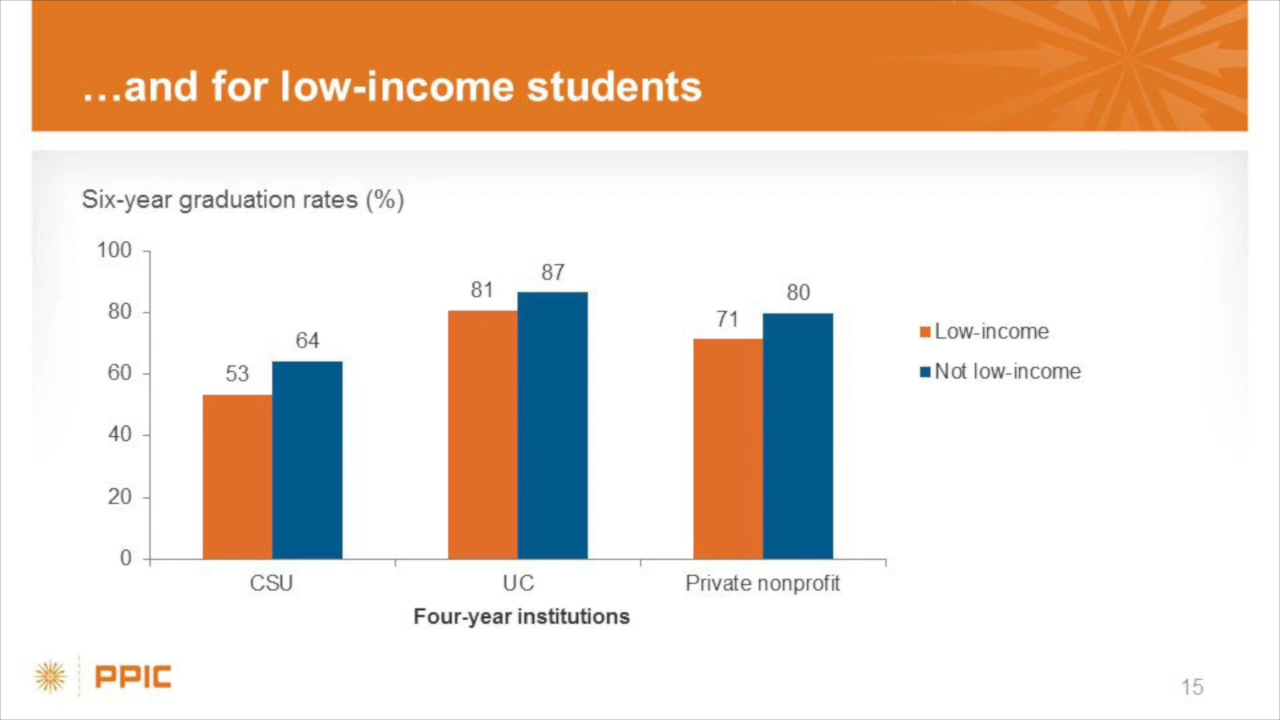 …and for low-income students
Six-year graduation rates (%)
100
80
60
40
20
0
53
64
81
87
71
80
CSU
UC
Private nonprofit
Four-year institutions
Low-income
Not low-income
PPIC
15